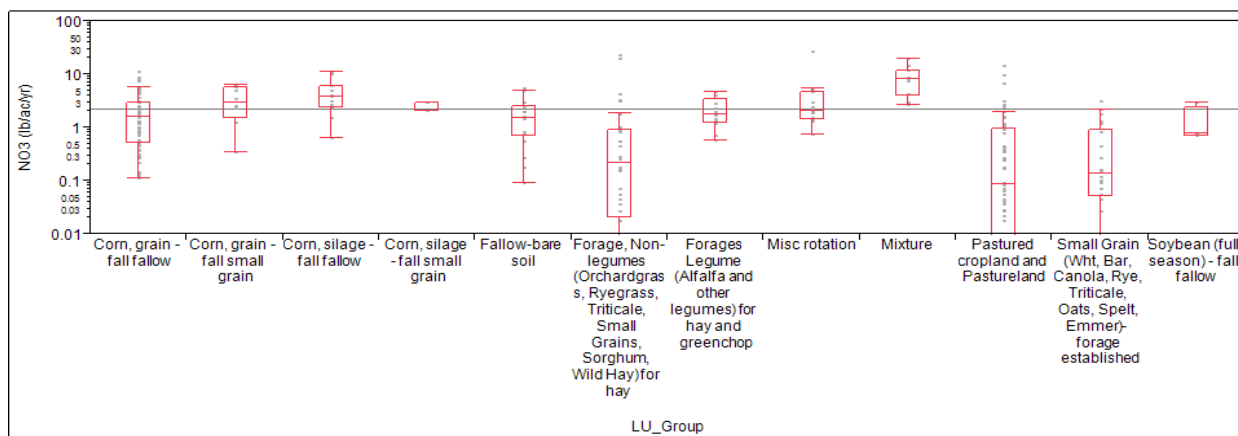 100
30
10
5
3
1
0.5
0.3
0.1
0.05
0.03
0.01
NO3 (lb/ac/yr)
Corn, grain -
fall fallow
Corn, grain -
fall small
grain
Corn, silage -
fall fallow
Corn, silage
- fall small
grain
Fallow-bare
soil
Forage, Non-
legumes
(Orchardgras
s, Ryegrass,
Triticale,
Small
Grains,
Sorghum,
Wild Hay) for
hay
Forages
Legume
(Alfalfa and
other
legumes) for
hay and
greenchop
Misc rotation
Mixture
Pastured
cropland and
Pastureland
Small Grain
(Wht, Bar,
Canola, Rye,
Triticale,
Oats, Spelt,
Emmer)-
forage
established
Soybean (full
season) - fall
fallow
LU_Group